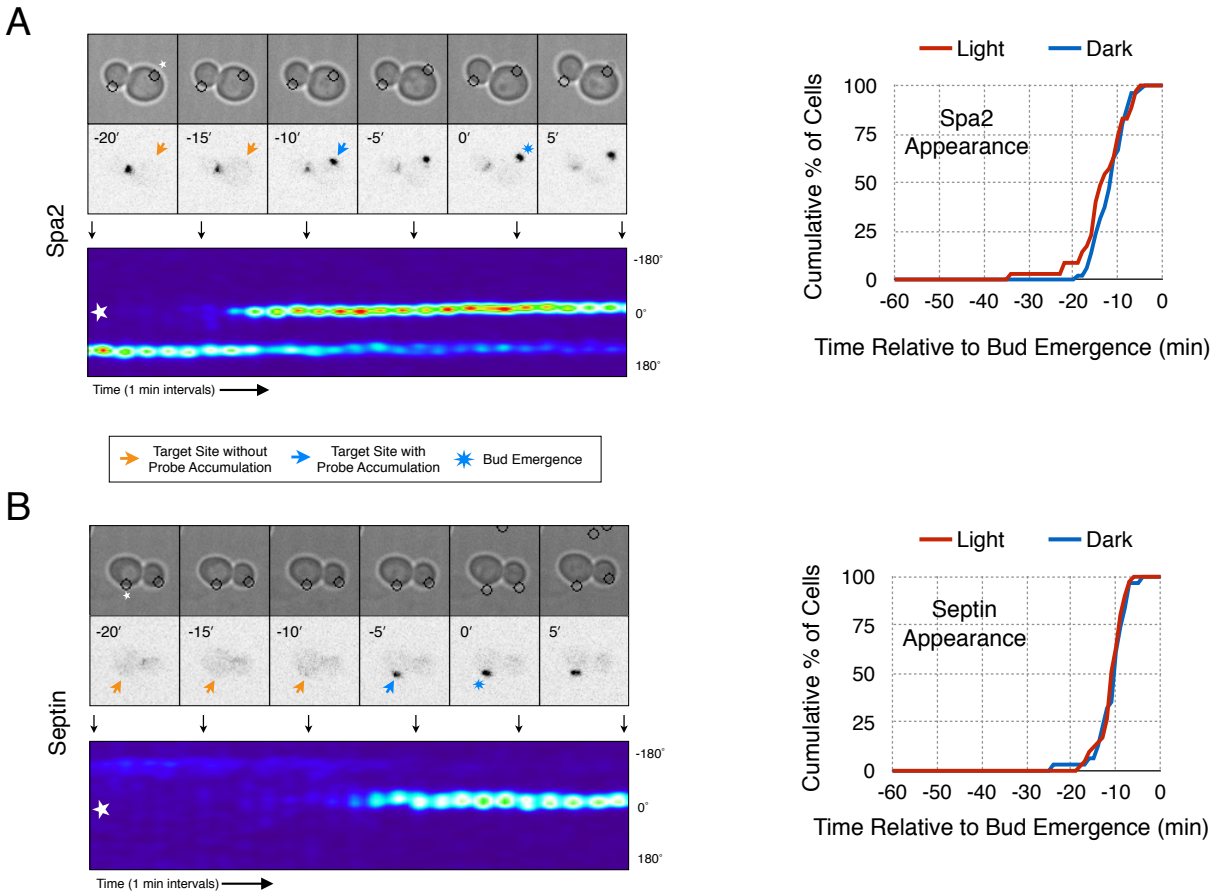 A
-20′ -15′ -10′ -5′ 0′ 5′
Spa2
-180˚
0˚
180˚
Time (1 min intervals)
Light Dark
Spa2
Appearance
Cumulative % of Cells
100
75
50
25
0
-60 -50 -40 -30 -20 -10 0
Time Relative to Bud Emergence (min)
Target Site without
Probe Accumulation
Target Site with
Probe Accumulation
Bud Emergence
B
-20′ -15′ -10′ -5′ 0′ 5′
Septin
-180˚
0˚
180˚
Time (1 min intervals)
Light Dark
Septin
Appearance
Cumulative % of Cells
100
75
50
25
0
-60 -50 -40 -30 -20 -10 0
Time Relative to Bud Emergence (min)